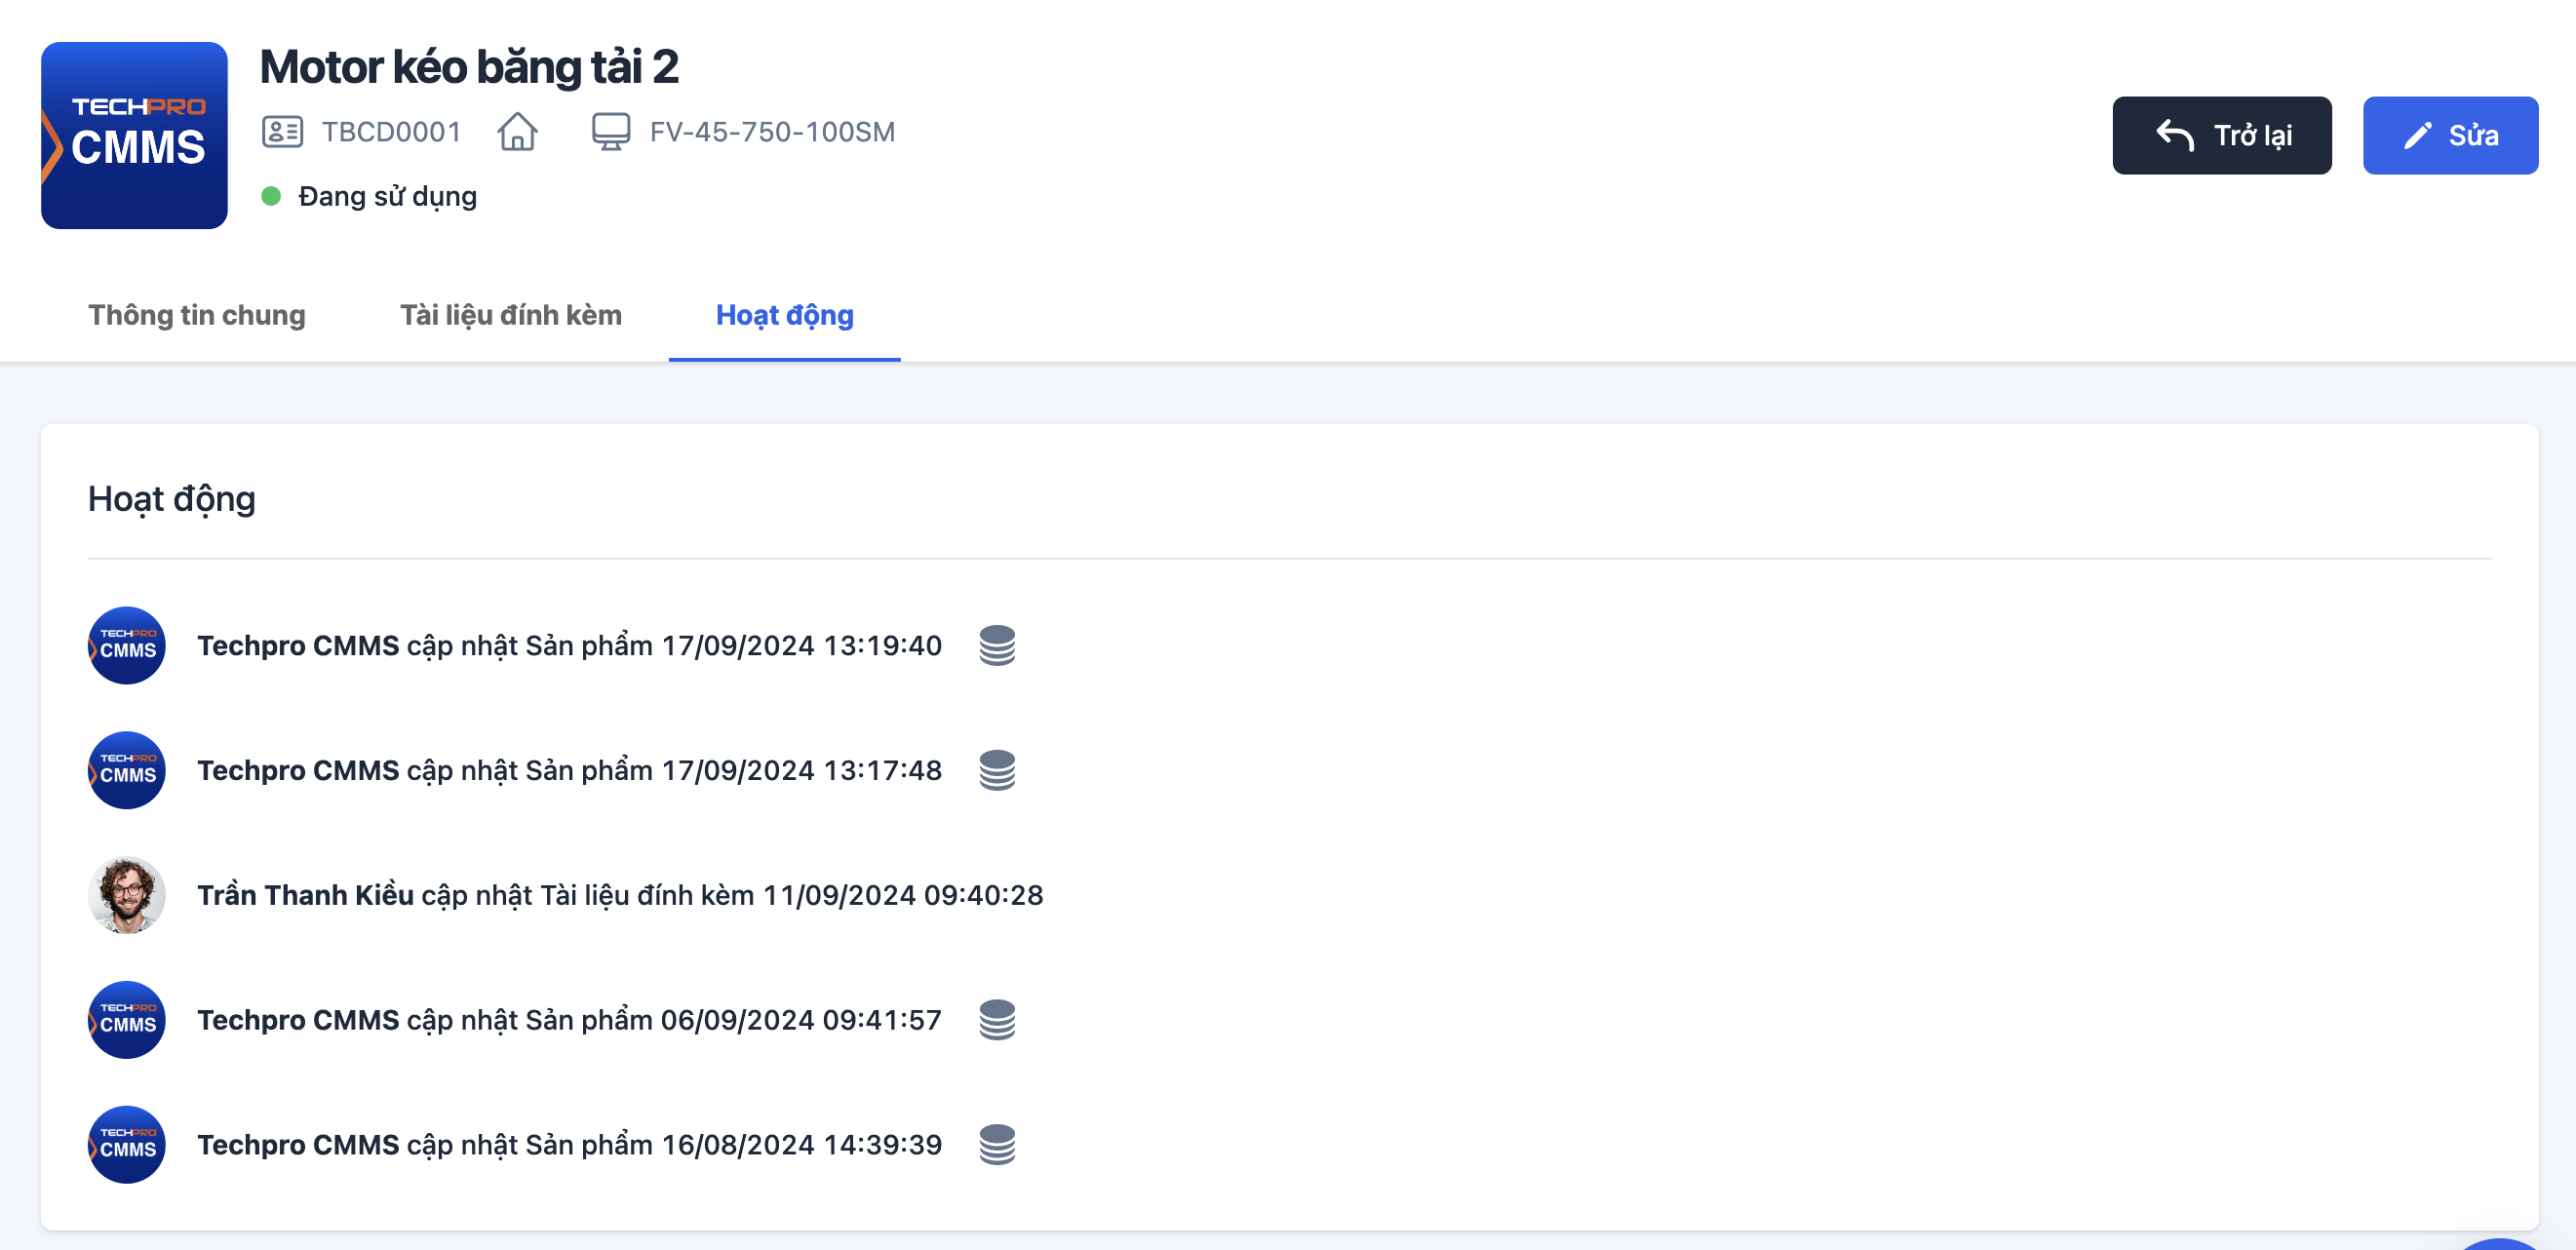 TECHPRO
CMMS
Motor kéo băng tải 2
TBCD0001
FV-45-750-100SM
Đang sử dụng
Trở lại
Sửa
Thông tin chung
Tài liệu đính kèm
Hoạt động
Hoạt động
TECHPRO
CMMS
Techpro CMMS cập nhật Sản phẩm 17/09/2024 13:19:40
TECHPRO
CMMS
Techpro CMMS cập nhật Sản phẩm 17/09/2024 13:17:48
Trần Thanh Kiều cập nhật Tài liệu đính kèm 11/09/2024 09:40:28
TECHPRO
CMMS
Techpro CMMS cập nhật Sản phẩm 06/09/2024 09:41:57
TECHPRO
CMMS
Techpro CMMS cập nhật Sản phẩm 16/08/2024 14:39:39